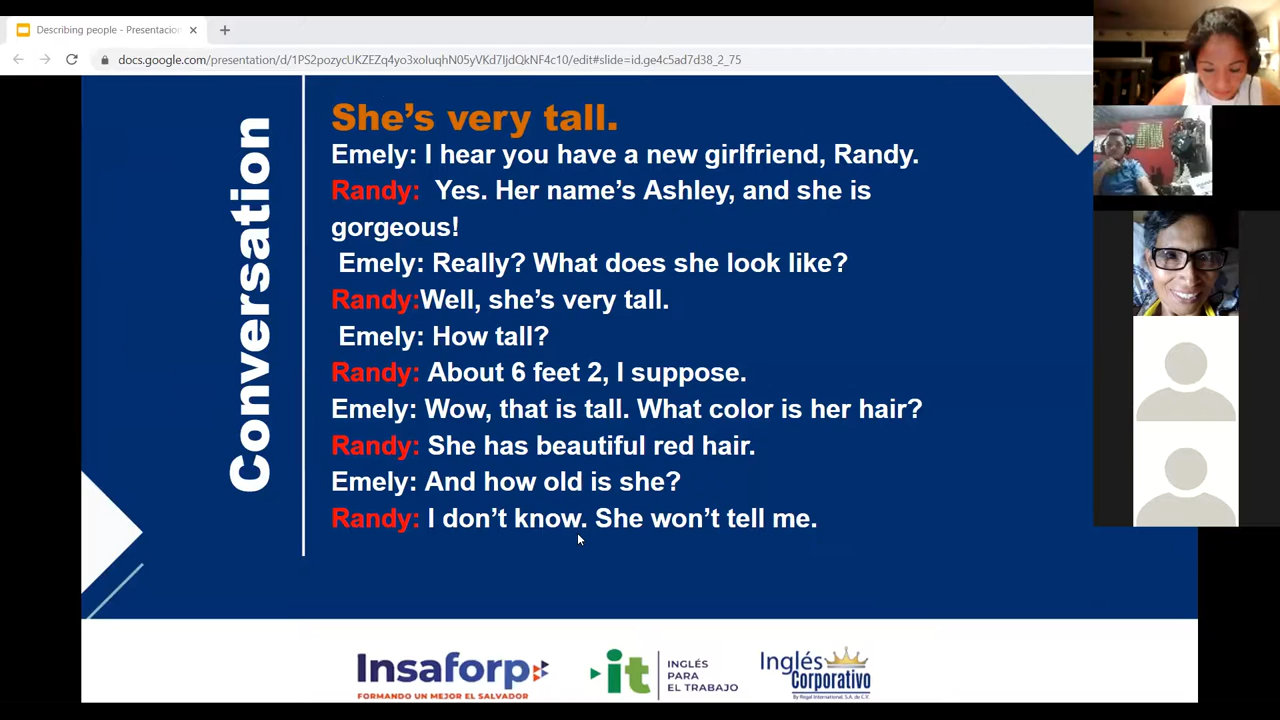 Describing people - Presentacion
docs.google.com/presentation/d/1PS2pozycUKZEZq4yo3xoluqhN05yVKd7IjdQkNF4c10/edit#slide=id.ge4c5ad7d38_2_75
Conversation
She's very tall.
Emely: I hear you have a new girlfriend, Randy.
Randy: Yes. Her name's Ashley, and she is
gorgeous!
Emely: Really? What does she look like?
Randy:Well, she's very tall.
Emely: How tall?
Randy: About 6 feet 2, I suppose.
Emely: Wow, that is tall. What color is her hair?
Randy: She has beautiful red hair.
Emely: And how old is she?
Randy: I don't know. She won't tell me.
Insaforp
FORMANDO UN MEJOR EL SALVADOR
it
INGLÉS
PARA
EL TRABAJO
Inglés
Corporativo
By Regal International, S.A. de C.V.